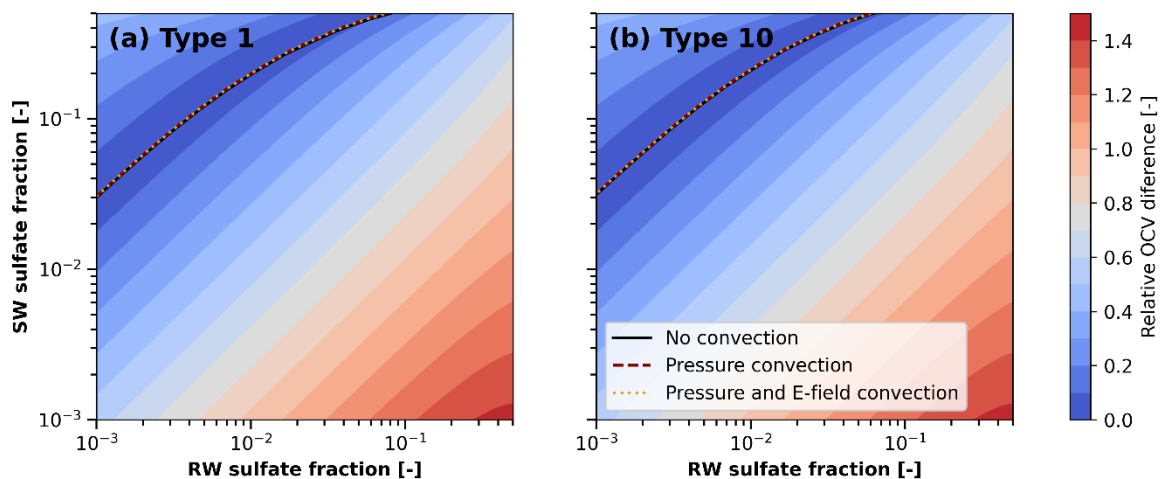 (a) Type 1
(b) Type 10
SW sulfate fraction [-]
10⁻¹
10⁻²
10⁻³
10⁻³
10⁻²
10⁻¹
RW sulfate fraction [-]
No convection
Pressure convection
Pressure and E-field convection
10⁻³
10⁻²
10⁻¹
RW sulfate fraction [-]
1.4
1.2
1.0
0.8
0.6
0.4
0.2
0.0
Relative OCV diference [-]